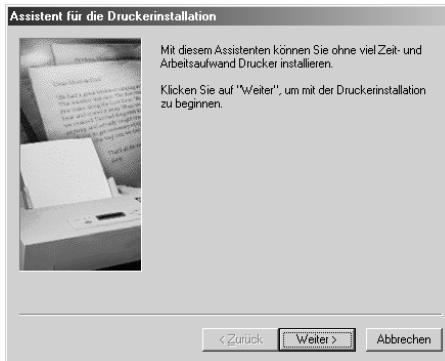 Assistent für die Druckerinstallation
Mit diesem Assistenten können Sie ohne viel Zeit- und
Arbeitsaufwand Drucker installieren.
Klicken Sie auf "Weiter", um mit der Druckerinstallation
zu beginnen.
< Zurück
Weiter >
Abbrechen